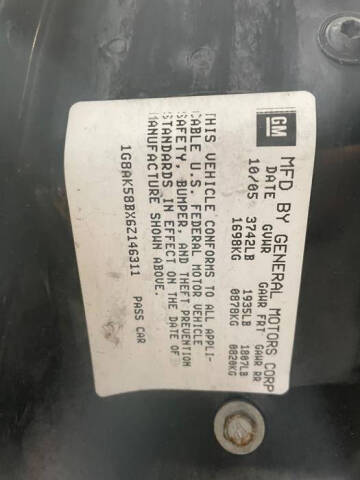 GM
MFD BY GENERAL MOTORS CORP
DATE GVWR GAWR FRT GAWR RR
10/05 3742LB 1935LB 1807LB
1698KG 0878KG 0820KG
THIS VEHICLE CONFORMS TO ALL APPLI-
CABLE U.S. FEDERAL MOTOR VEHICLE
SAFETY, BUMPER, AND THEFT PREVENTION
STANDARDS IN EFFECT ON THE DATE OF
MANUFACTURE SHOWN ABOVE.
1G8AK58BX6Z146311 PASS CAR